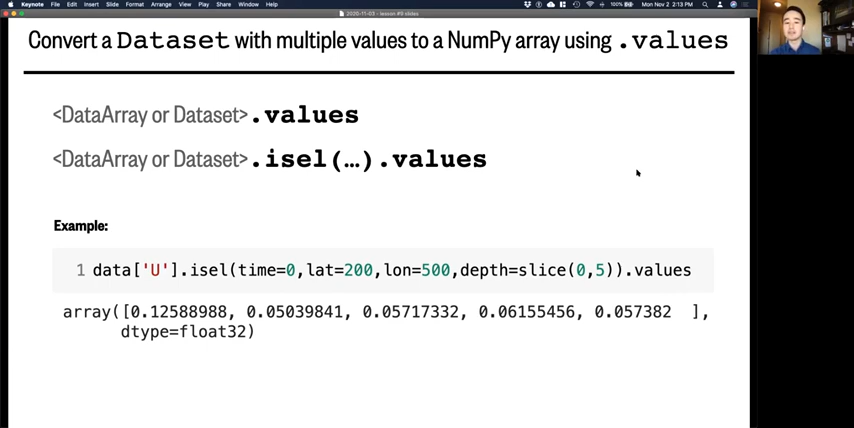 Keynote File Edit Insert Slide Format Arrange View Play Share Window Help 100% Mon Nov 2 2:13 PM
2020-11-03 - lesson #9 slides
Convert a Dataset with multiple values to a NumPy array using .values
<DataArray or Dataset>.values
<DataArray or Dataset>.isel(…).values
Example:
1 data['U'].isel(time=0,lat=200,lon=500,depth=slice(0,5)).values
array([0.12588988, 0.05039841, 0.05717332, 0.06155456, 0.057382 ],
dtype=float32)